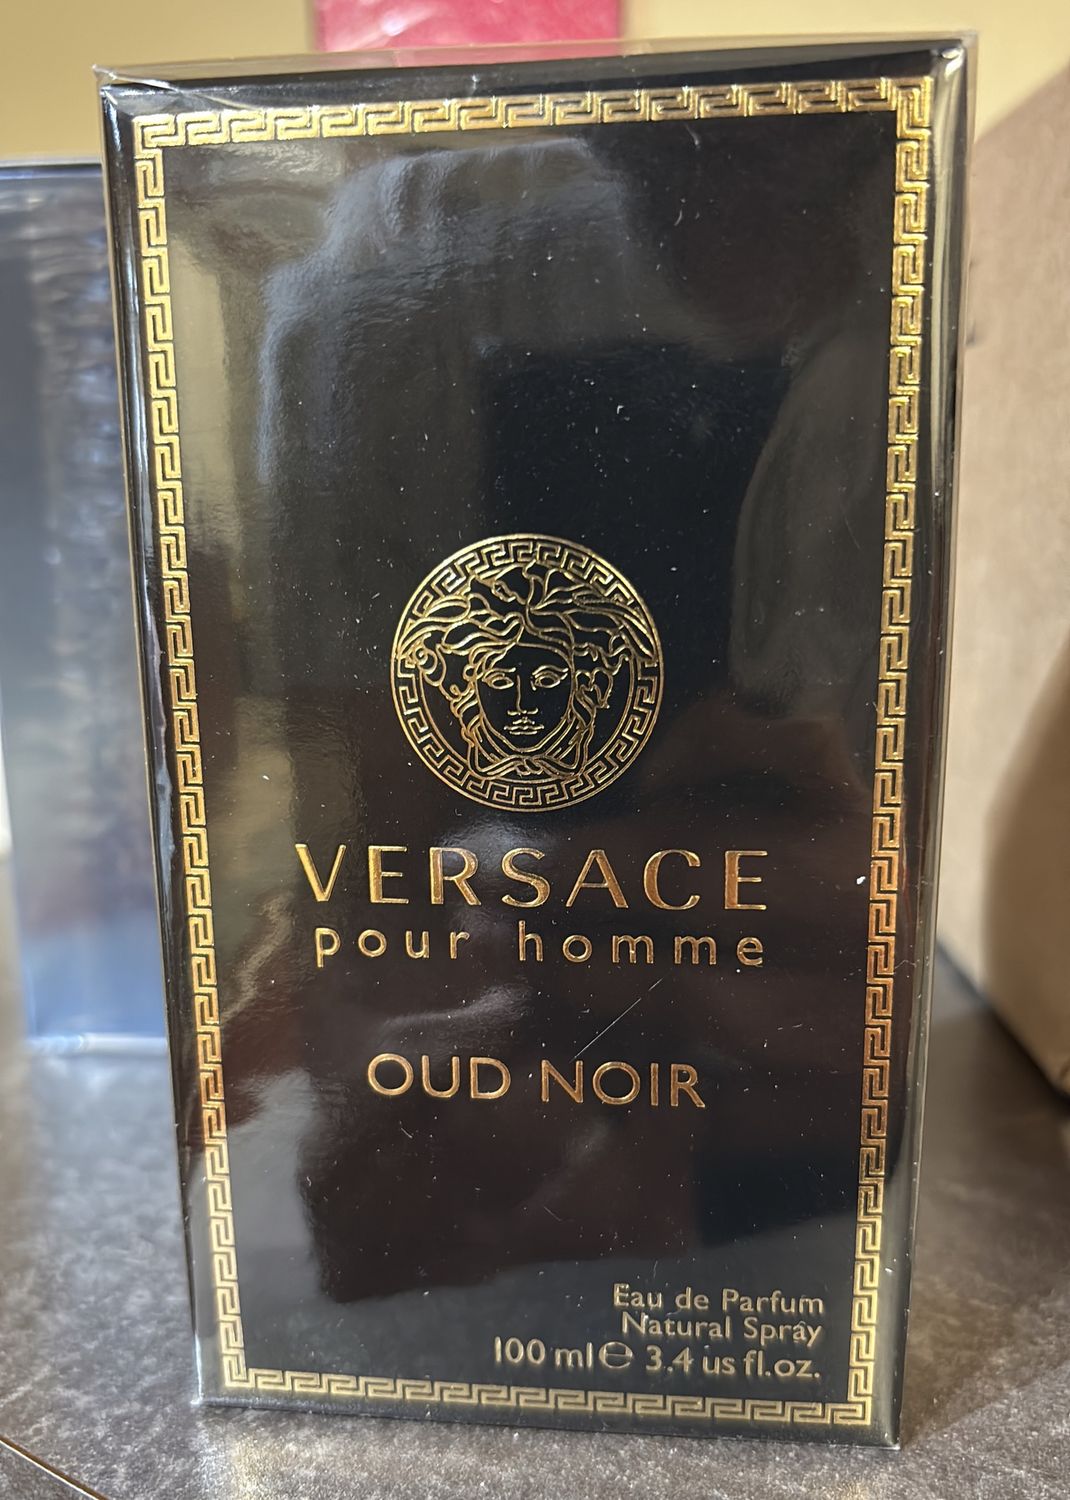 VERSACE
pour homme
OUD NOIR
Eau de Parfum
Natural Spray
100 ml ℮ 3.4 us fl.oz.